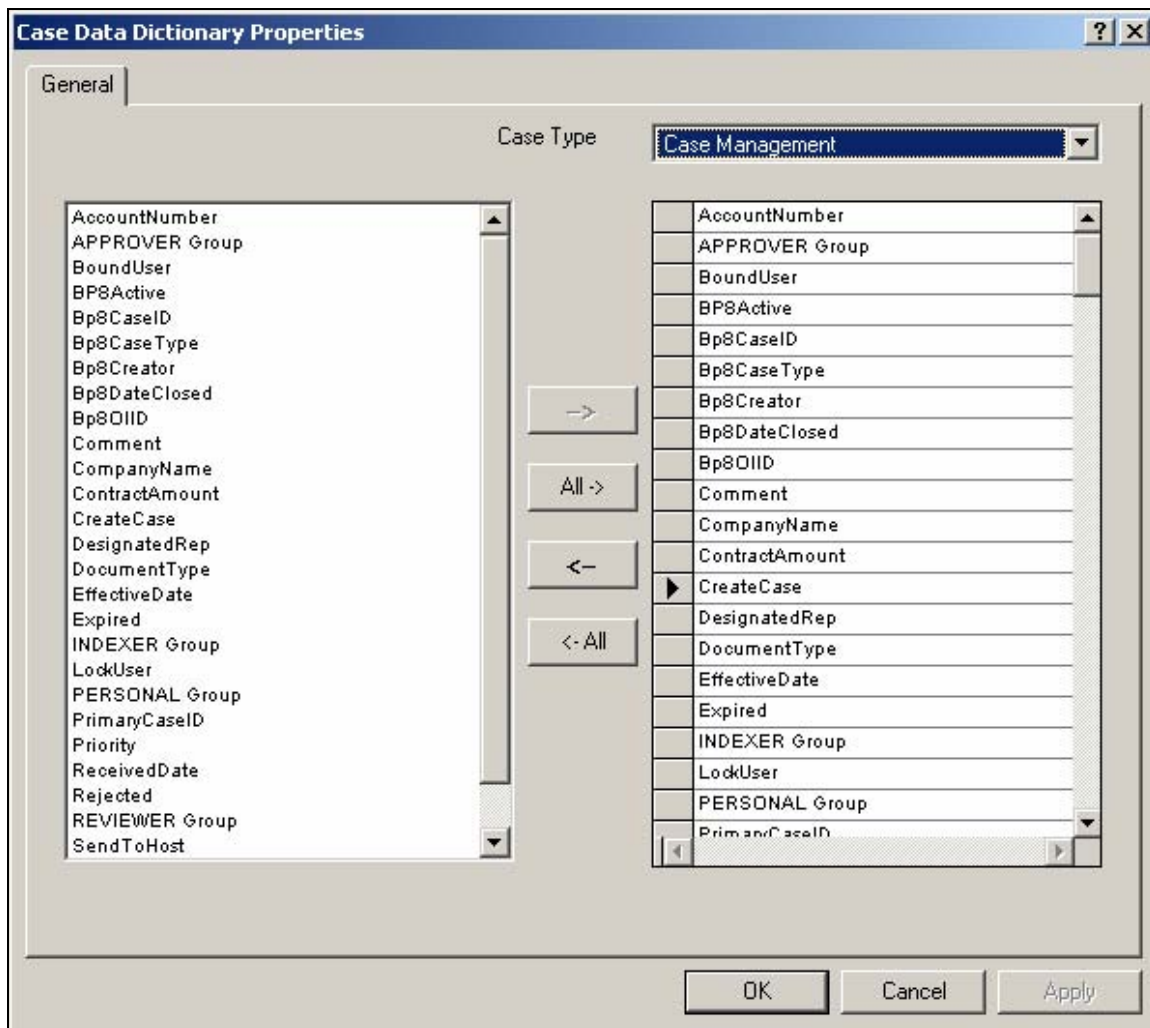 Case Data Dictionary Properties
General
Case Type
Case Management
AccountNumber
APPROVER Group
BoundUser
BP8Active
Bp8CaseID
Bp8CaseType
Bp8Creator
Bp8DateClosed
Bp8OIID
Comment
CompanyName
ContractAmount
CreateCase
DesignatedRep
DocumentType
EffectiveDate
Expired
INDEXER Group
LockUser
PERSONAL Group
PrimaryCaseID
Priority
ReceivedDate
Rejected
REVIEWER Group
SendToHost
-->
All ->
<--
<- All
AccountNumber
APPROVER Group
BoundUser
BP8Active
Bp8CaseID
Bp8CaseType
Bp8Creator
Bp8DateClosed
Bp8OIID
Comment
CompanyName
ContractAmount
CreateCase
DesignatedRep
DocumentType
EffectiveDate
Expired
INDEXER Group
LockUser
PERSONAL Group
PrimaryCaseID
OK
Cancel
Apply